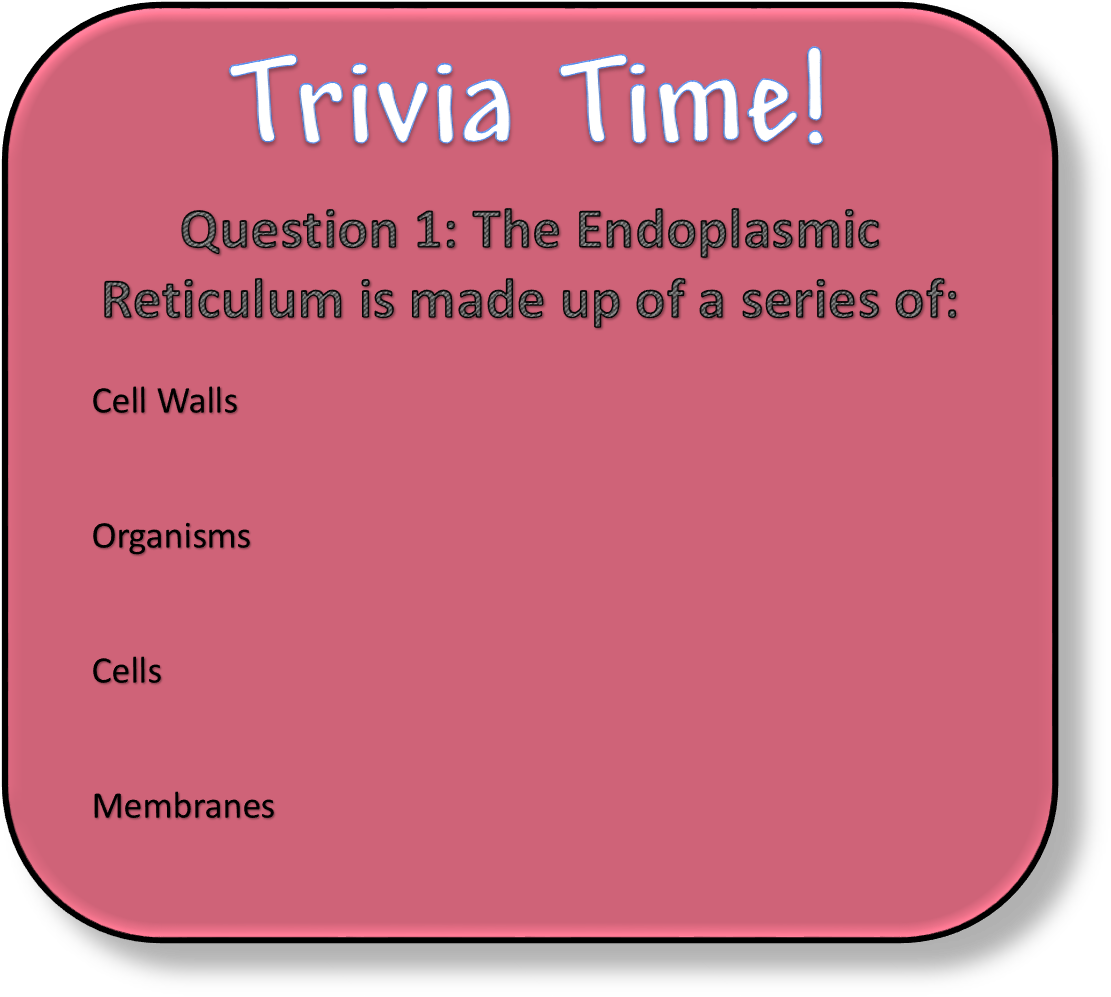 Trivia Time!
Question 1: The Endoplasmic
Reticulum is made up of a series of:
Cell Walls
Organisms
Cells
Membranes